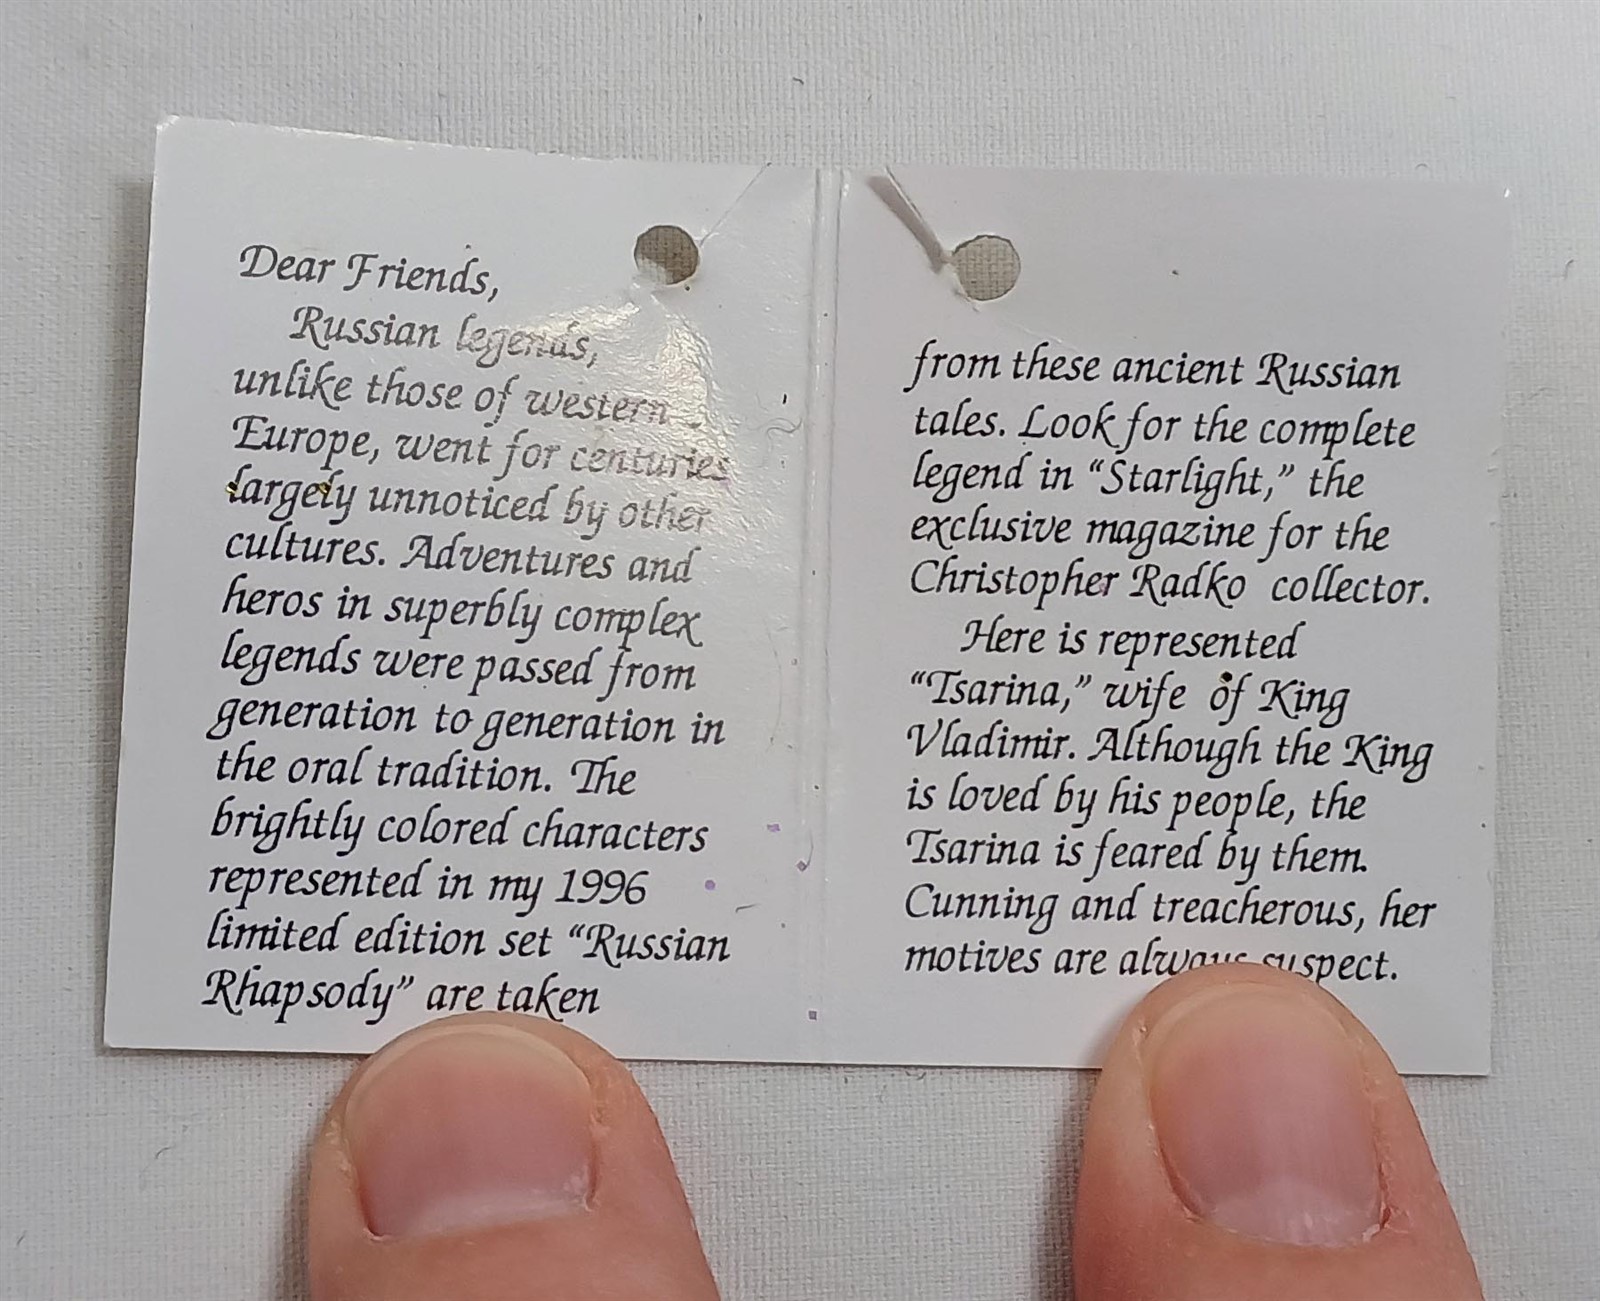 Dear Friends,
Russian legends,
unlike those of western
Europe, went for centuries
largely unnoticed by other
cultures. Adventures and
heros in superbly complex
legends were passed from
generation to generation in
the oral tradition. The
brightly colored characters
represented in my 1996
limited edition set “Russian
Rhapsody” are taken
from these ancient Russian
tales. Look for the complete
legend in “Starlight,” the
exclusive magazine for the
Christopher Radko collector.
Here is represented
“Tsarina,” wife of King
Vladimir. Although the King
is loved by his people, the
Tsarina is feared by them.
Cunning and treacherous, her
motives are always suspect.